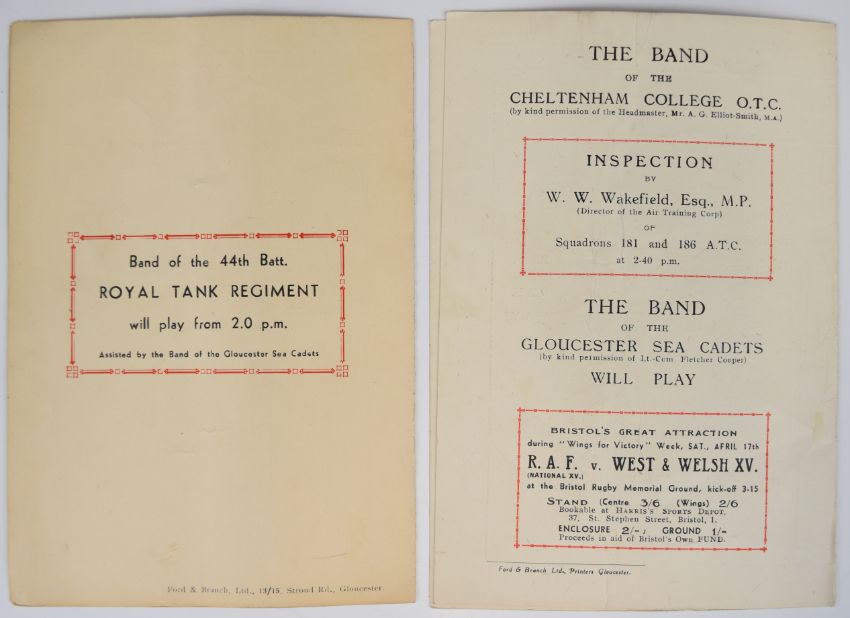 Band of the 44th Batt.
ROYAL TANK REGIMENT
will play from 2.0 p.m.
Assisted by the Band of the Gloucester Sea Cadets
Ford & Branch, Ltd., 13/15, Stroud Rd., Gloucester.
THE BAND
OF THE
CHELTENHAM COLLEGE O.T.C.
(by kind permission of the Headmaster, Mr. A. G. Elliot-Smith, M.A.)
INSPECTION
BY
W. W. Wakefield, Esq., M.P.
(Director of the Air Training Corp)
OF
Squadrons 181 and 186 A.T.C.
at 2-40 p.m.
THE BAND
OF THE
GLOUCESTER SEA CADETS
(by kind permission of Lt.-Com. Fletcher Cooper)
WILL PLAY
BRISTOL'S GREAT ATTRACTION
during "Wings for Victory" Week, SAT., APRIL 17th
R. A. F. v. WEST & WELSH XV.
(NATIONAL XV.)
at the Bristol Rugby Memorial Ground, kick-off 3-15
STAND (Centre 3/6 (Wings) 2/6
Bookable at HARRIS'S SPORTS DEPOT,
37, St. Stephen Street, Bristol, 1.
ENCLOSURE 2/-; GROUND 1/-
Proceeds in aid of Bristol's Own FUND.
Ford & Branch Ltd., Printers Gloucester.